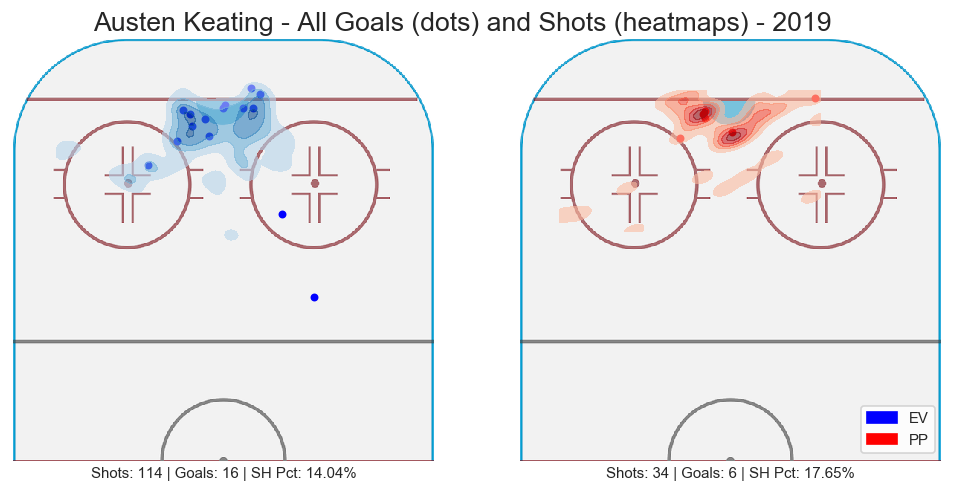 Austen Keating - All Goals (dots) and Shots (heatmaps) - 2019
EV
PP
Shots: 114 | Goals: 16 | SH Pct: 14.04%
Shots: 34 | Goals: 6 | SH Pct: 17.65%